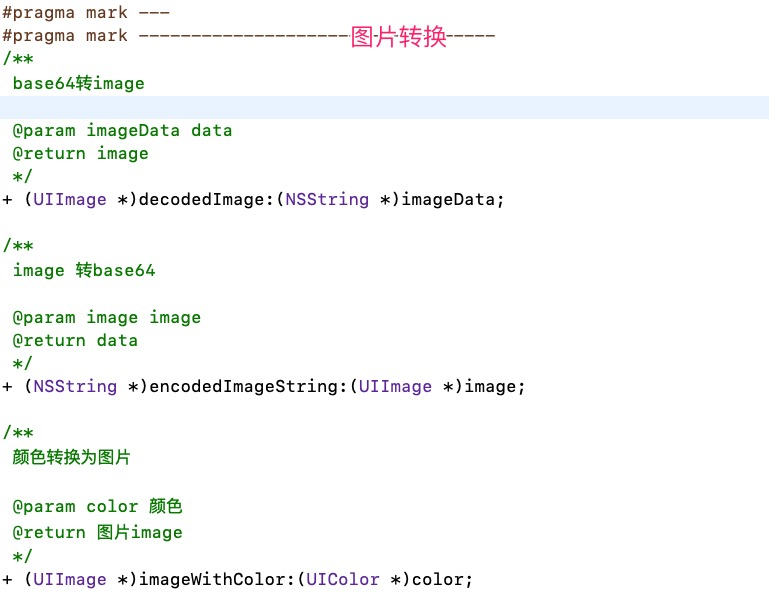 #pragma mark ---
#pragma mark --------------------图片转换-----
/**
base64转image
@param imageData data
@return image
*/
+ (UIImage *)decodedImage:(NSString *)imageData;
/**
image 转base64
@param image image
@return data
*/
+ (NSString *)encodedImageString:(UIImage *)image;
/**
颜色转换为图片
@param color 颜色
@return 图片image
*/
+ (UIImage *)imageWithColor:(UIColor *)color;